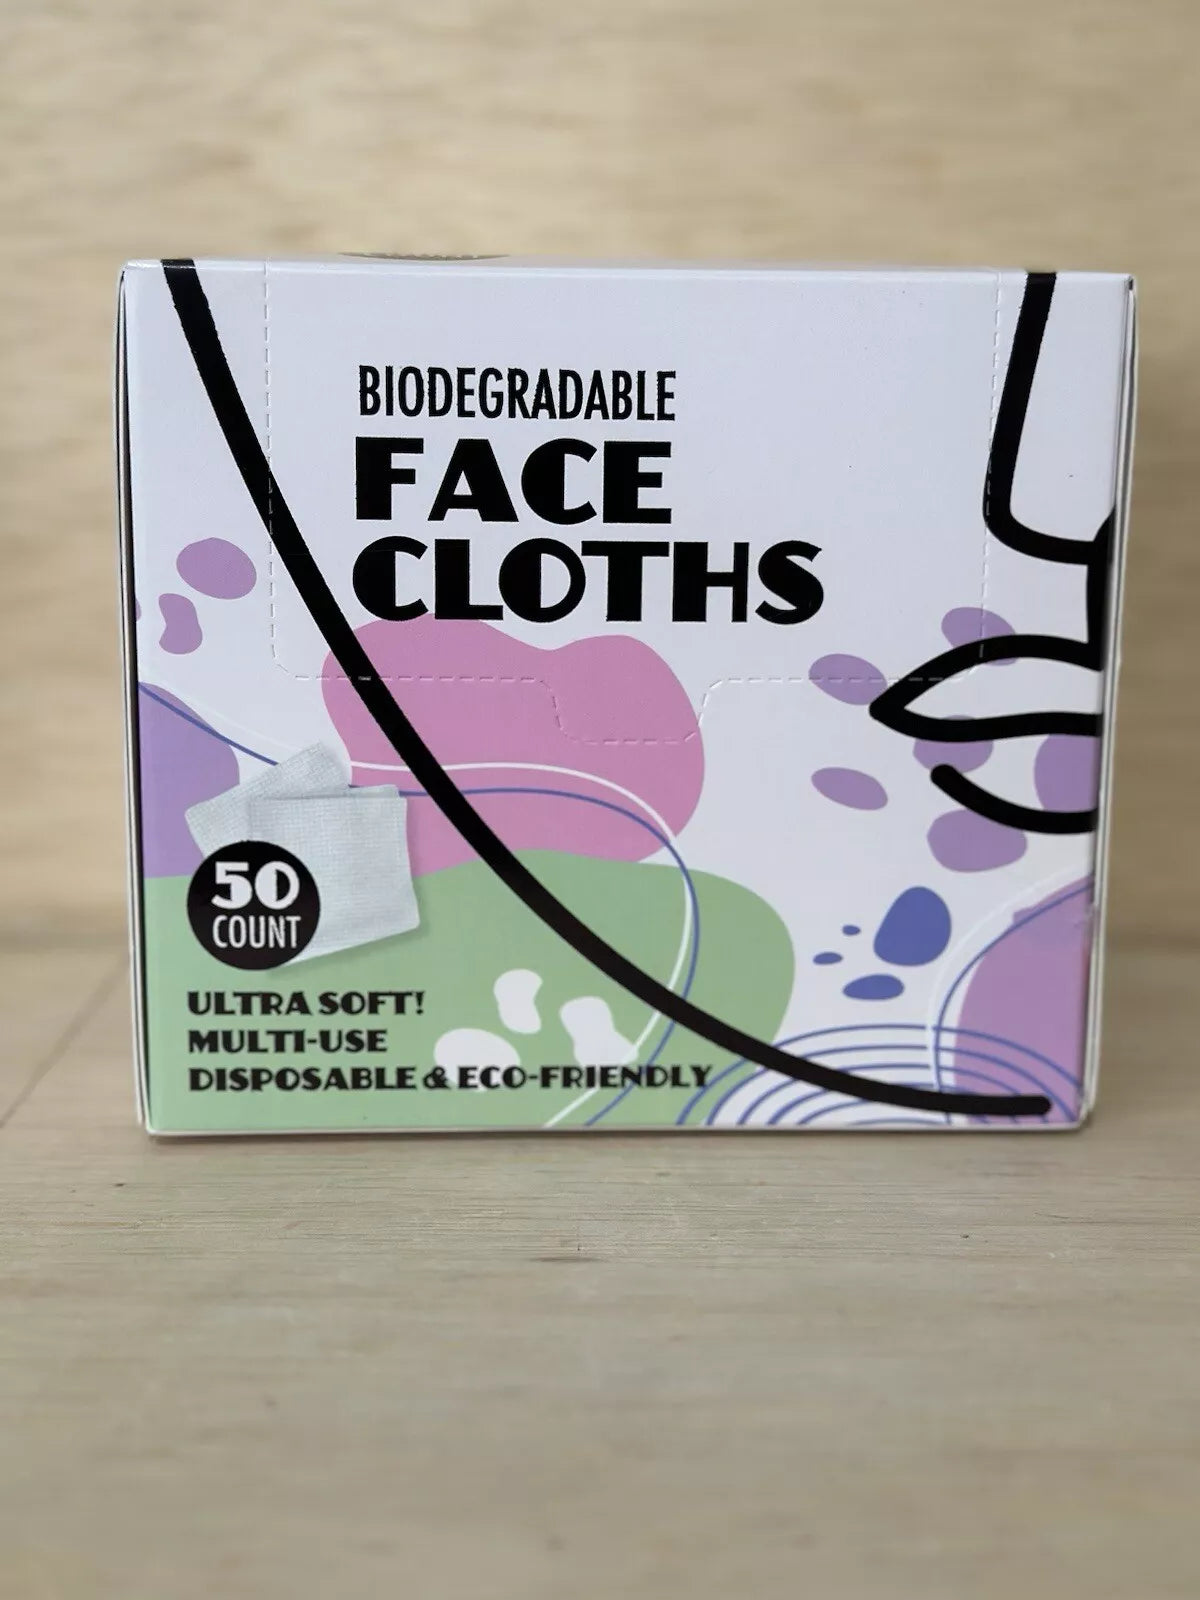 BIODEGRADABLE
FACE
CLOTHS
50
COUNT
ULTRA SOFT!
MULTI-USE
DISPOSABLE & ECO-FRIENDLY